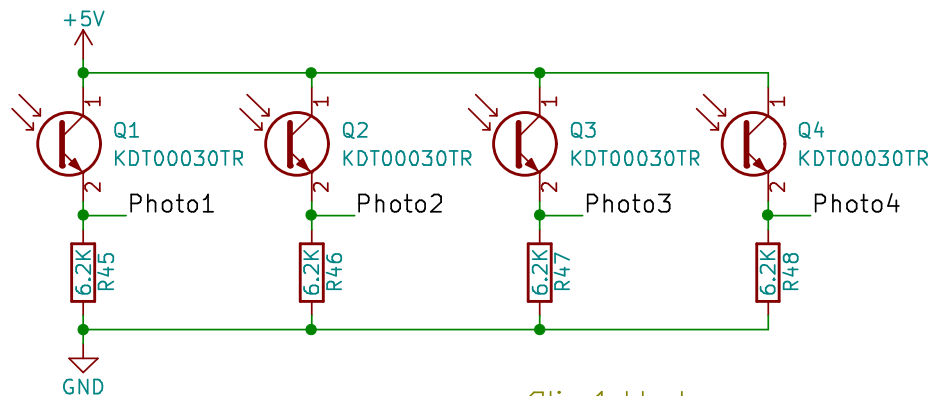 +5V
1 1 1 1
Q1 Q2 Q3 Q4
KDT00030TR KDT00030TR KDT00030TR KDT00030TR
2 2 2 2
Photo1 Photo2 Photo3 Photo4
6.2K R45 6.2K R46 6.2K R47 6.2K R48
GND